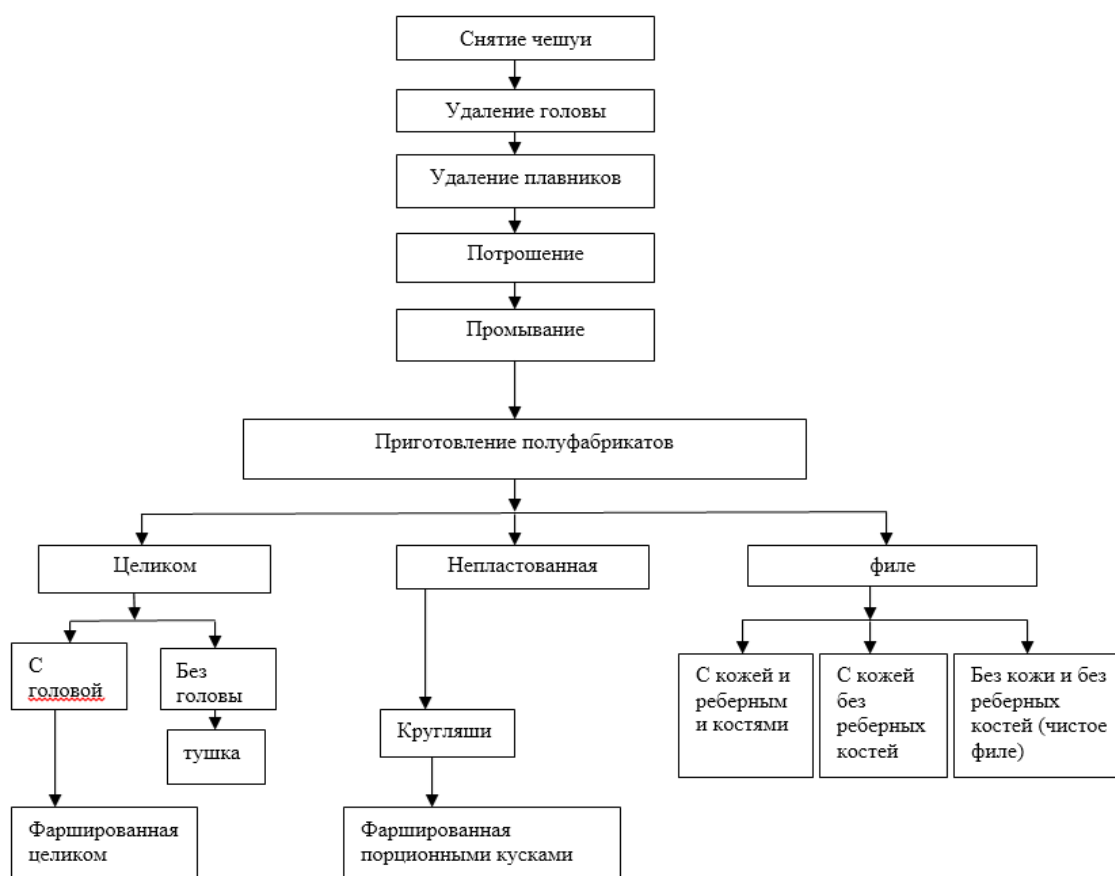 Снятие чешуи
Удаление головы
Удаление плавников
Потрошение
Промывание
Приготовление полуфабрикатов
Целиком
Непластованная
филе
С
головой
Без
головы
тушка
Кругляши
С кожей и
реберным
и костями
С кожей
без
реберных
костей
Без кожи и без
реберных
костей (чистое
филе)
Фаршированная
целиком
Фаршированная
порционными кусками